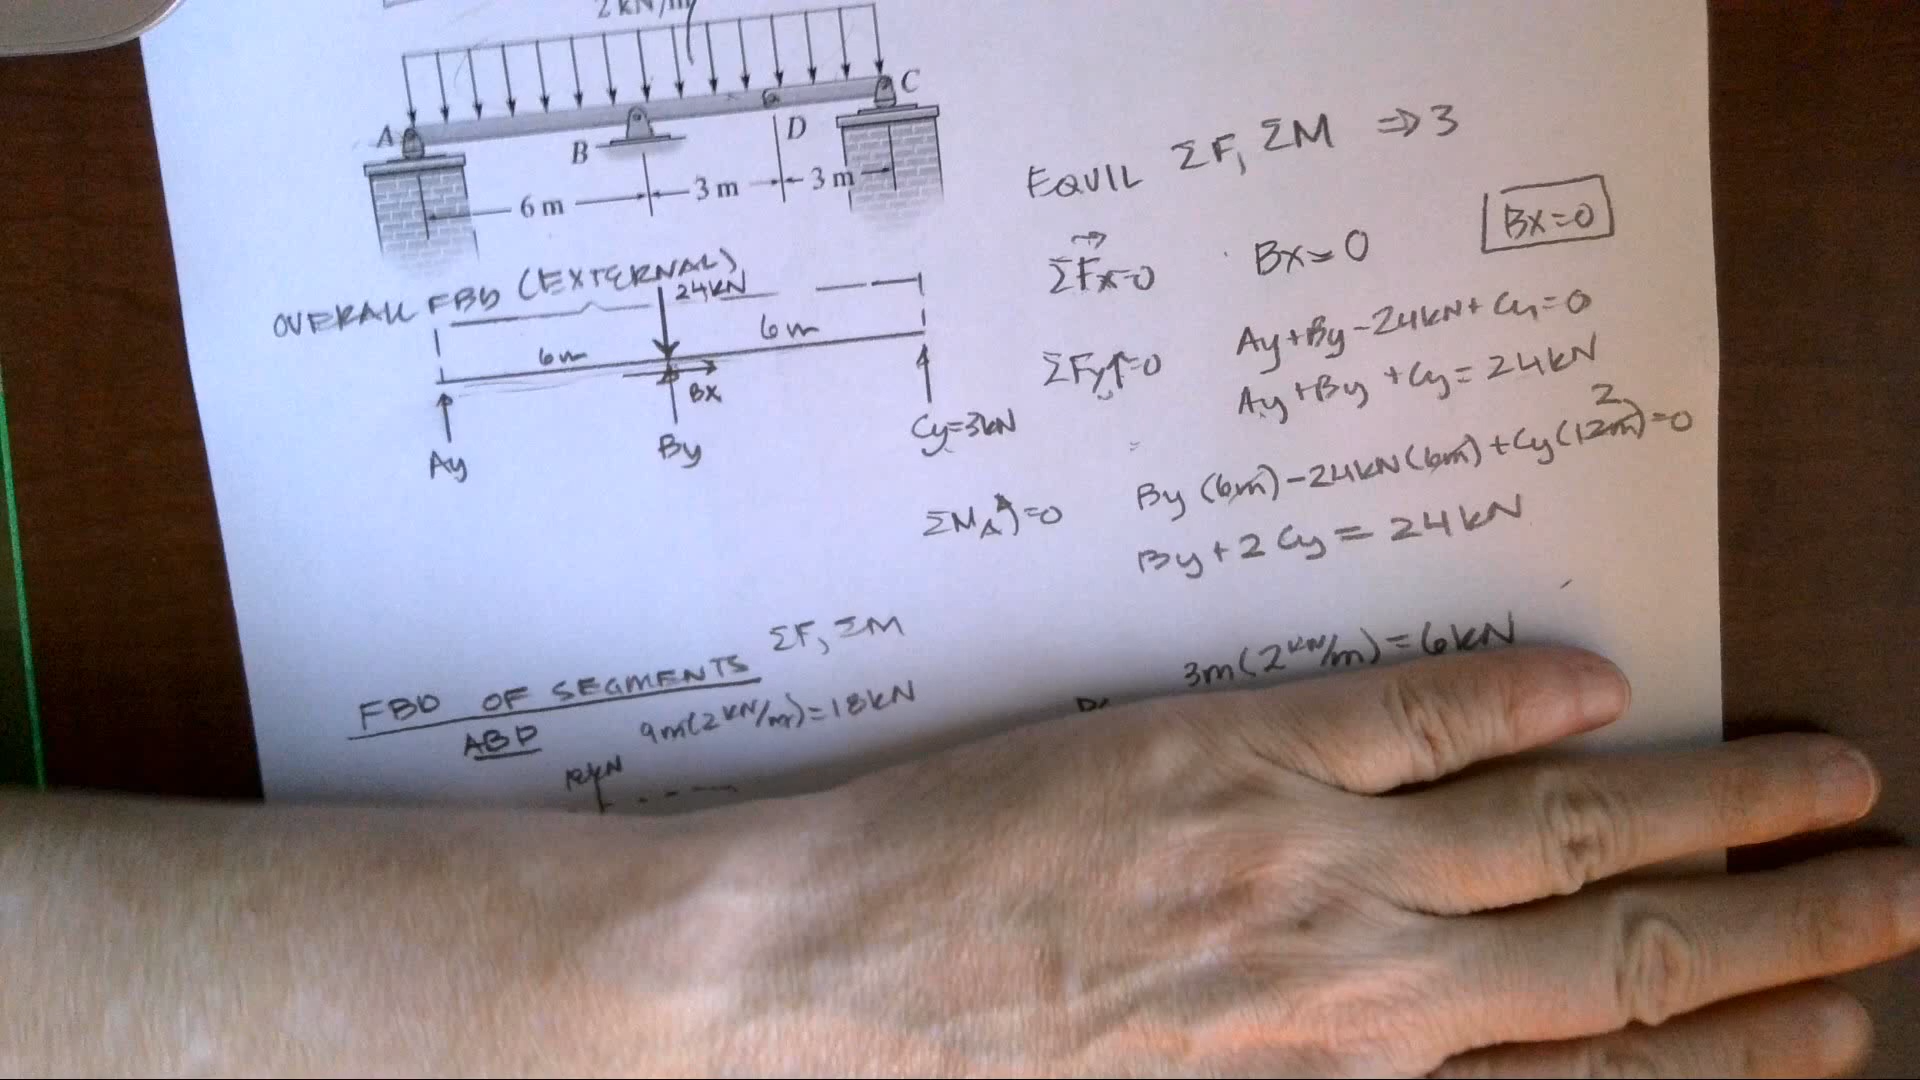 2 kN/m
A
B
D
C
6 m
3 m
3 m
EQUIL ΣF, ΣM ⇒ 3
ΣFx=0 Bx=0
Bx=0
OVERALL FBD (EXTERNAL)
24kN
6m
6m
Bx
Ay
By
Cy=3kN
ΣFy↑=0 Ay+By-24kN+Cy=0
Ay+By+Cy=24kN
2
ΣMA=0 By(6m)-24kN(6m)+Cy(12m)=0
By+2Cy=24kN
FBD OF SEGMENTS ΣF, ΣM
ABD 9m(2kN/m)=18kN
3m(2kN/m)=6kN